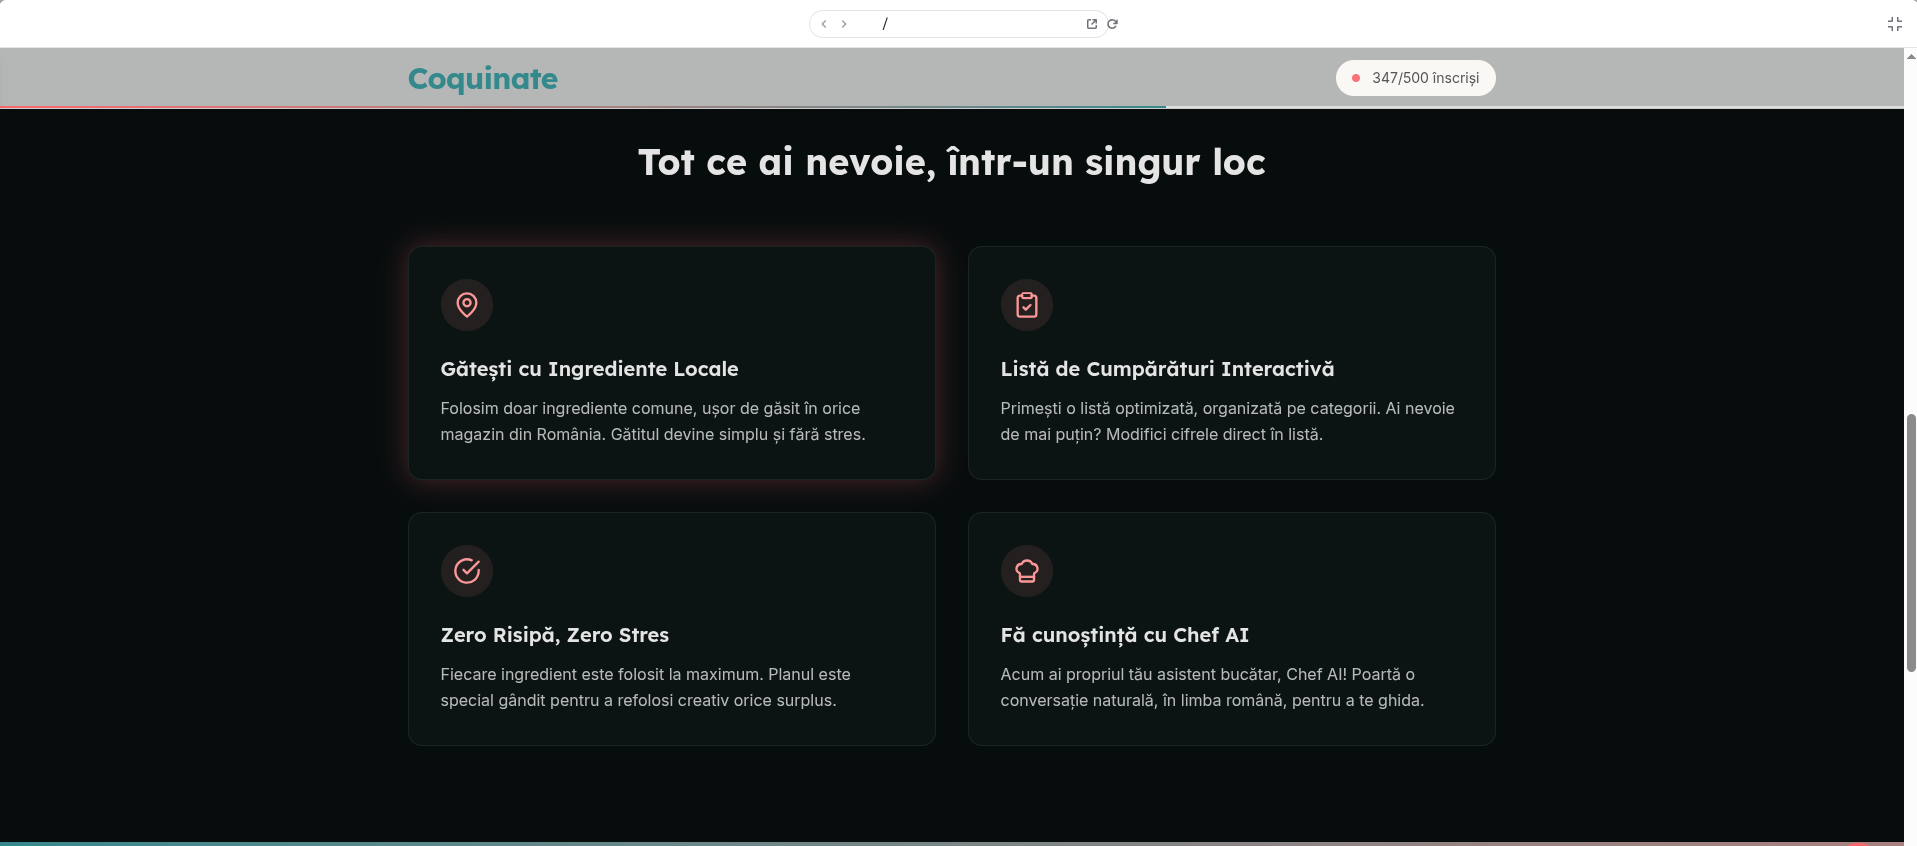 /
Coquinate
347/500 înscriși
Tot ce ai nevoie, într-un singur loc
Gătești cu Ingrediente Locale
Folosim doar ingrediente comune, ușor de găsit în orice
magazin din România. Gătitul devine simplu și fără stres.
Listă de Cumpărături Interactivă
Primești o listă optimizată, organizată pe categorii. Ai nevoie
de mai puțin? Modifici cifrele direct în listă.
Zero Risipă, Zero Stres
Fiecare ingredient este folosit la maximum. Planul este
special gândit pentru a refolosi creativ orice surplus.
Fă cunoștință cu Chef AI
Acum ai propriul tău asistent bucătar, Chef AI! Poartă o
conversație naturală, în limba română, pentru a te ghida.